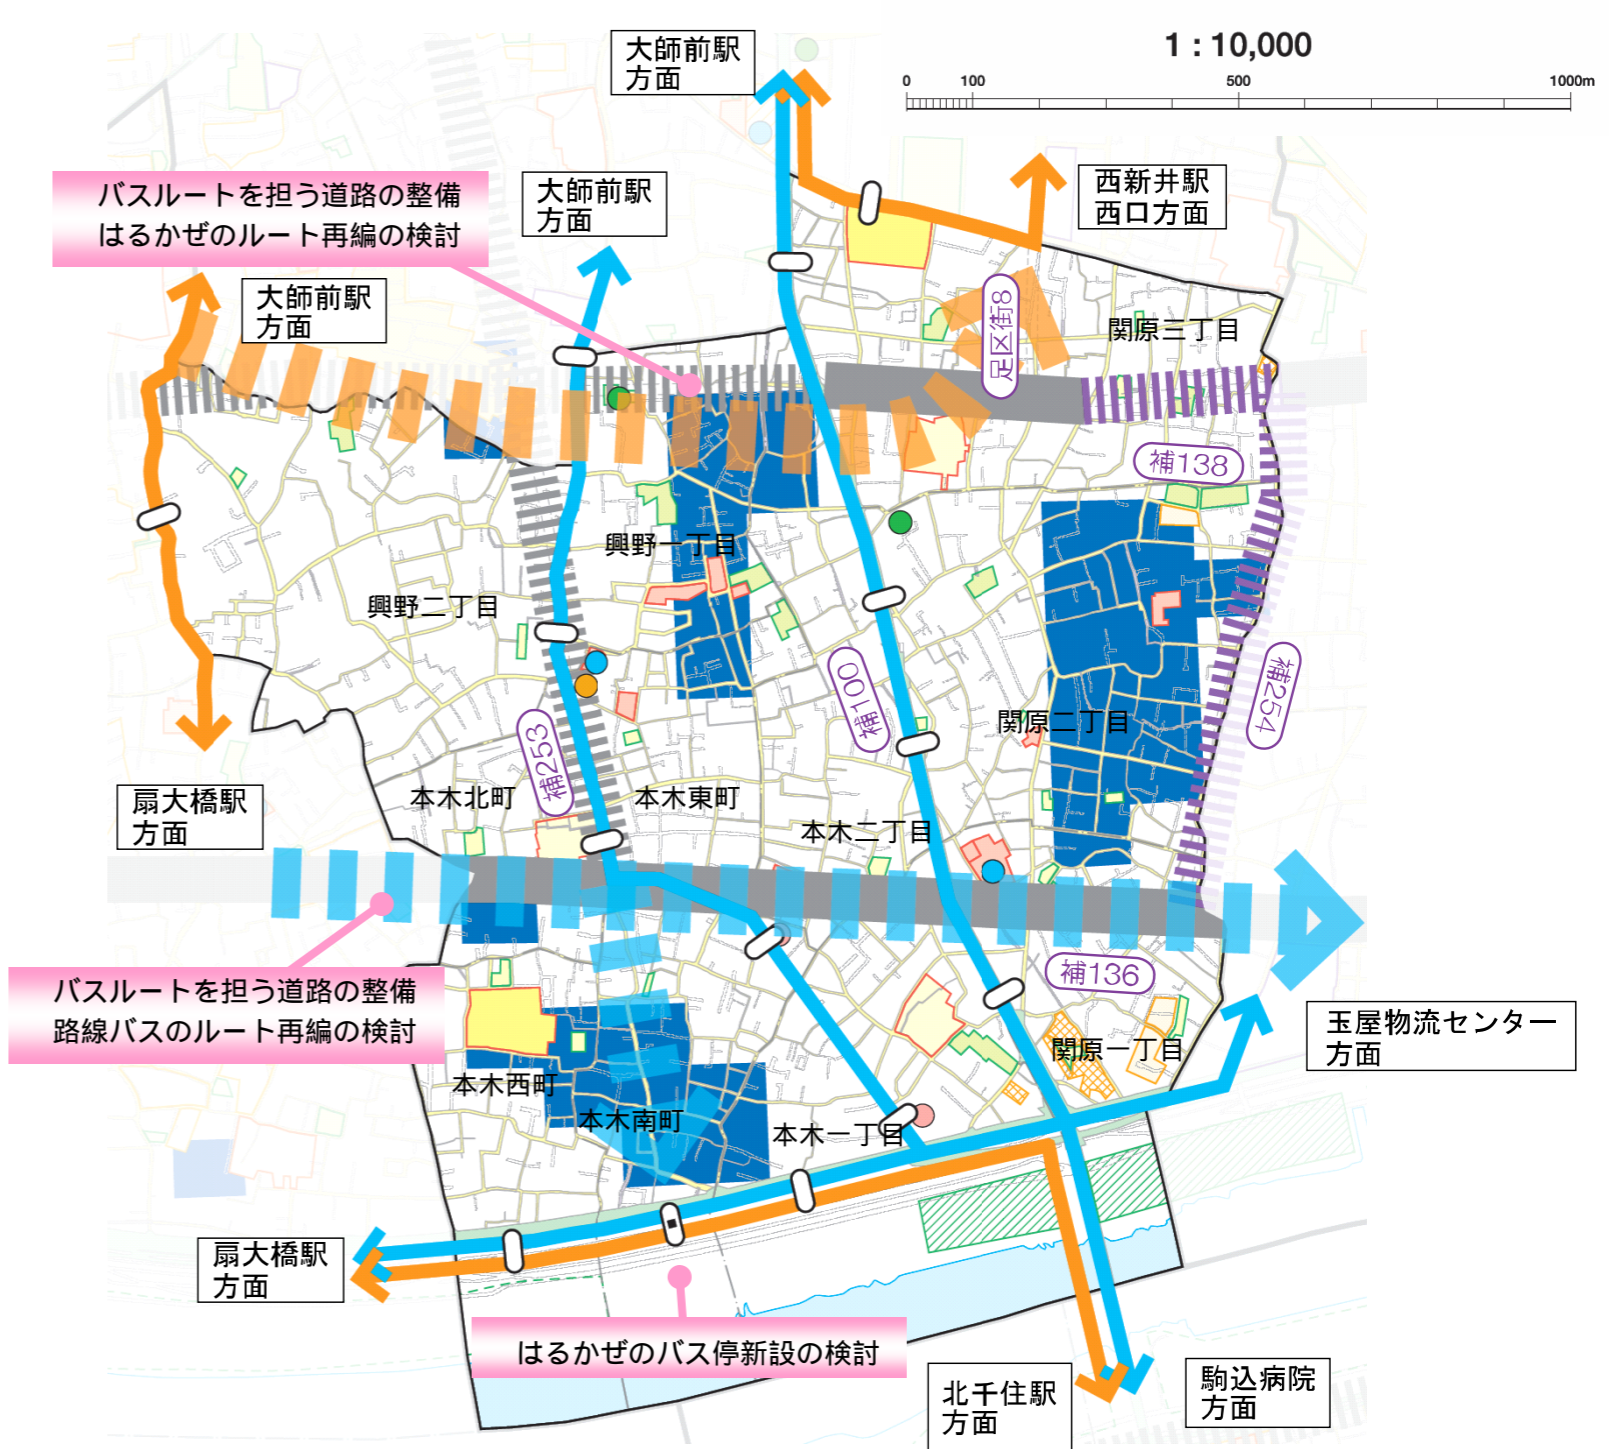 1 : 10,000
0 100 500 1000m
大師前駅
方面
西新井駅
西口方面
バスルートを担う道路の整備
はるかぜのルート再編の検討
大師前駅
方面
大師前駅
方面
足区街8
関原三丁目
補138
興野一丁目
興野二丁目
補100
補254
関原二丁目
補253
本木北町
本木東町
扇大橋駅
方面
本木二丁目
補136
バスルートを担う道路の整備
路線バスのルート再編の検討
玉屋物流センター
方面
関原一丁目
本木西町
本木南町
本木一丁目
扇大橋駅
方面
はるかぜのバス停新設の検討
北千住駅
方面
駒込病院
方面